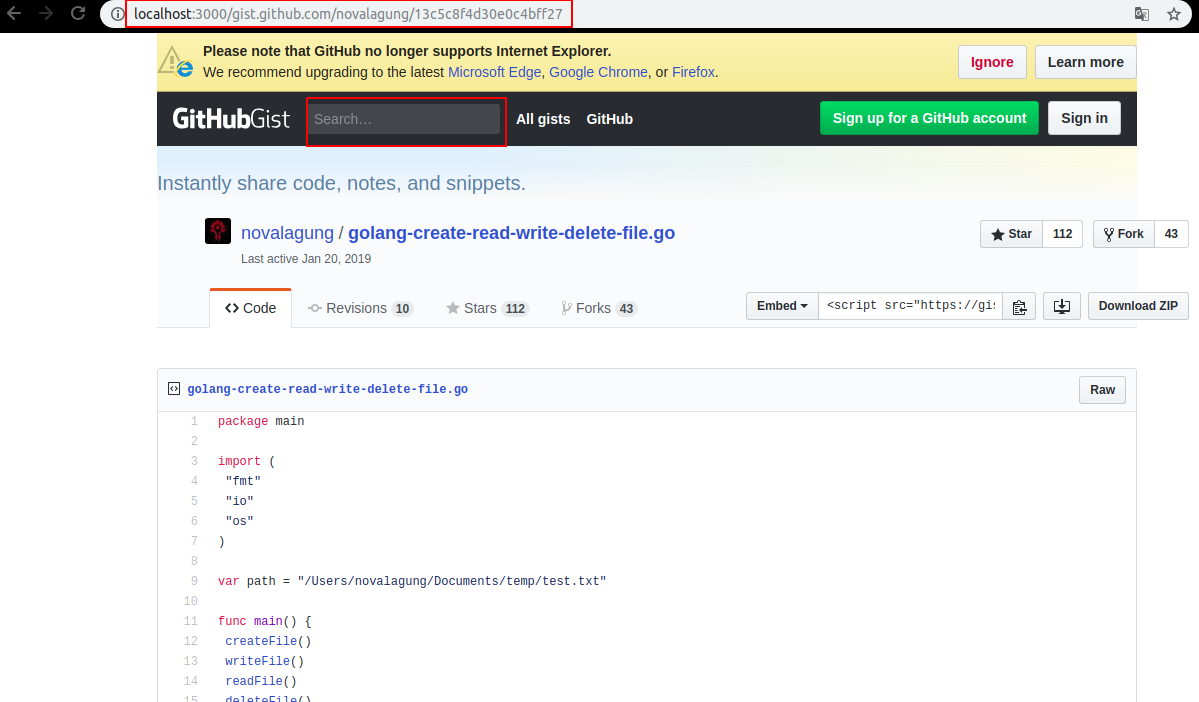 localhost:3000/gist.github.com/novalagung/13c5c8f4d30e0c4bff27
Please note that GitHub no longer supports Internet Explorer.
We recommend upgrading to the latest Microsoft Edge, Google Chrome, or Firefox.
Ignore
Learn more
GitHubGist
Search…
All gists
GitHub
Sign up for a GitHub account
Sign in
Instantly share code, notes, and snippets.
novalagung / golang-create-read-write-delete-file.go
Last active Jan 20, 2019
Star 112
Fork 43
Code
Revisions 10
Stars 112
Forks 43
Embed
<script src="https://gis
Download ZIP
golang-create-read-write-delete-file.go
Raw
1 package main
2
3 import (
4 "fmt"
5 "io"
6 "os"
7 )
8
9 var path = "/Users/novalagung/Documents/temp/test.txt"
10
11 func main() {
12 createFile()
13 writeFile()
14 readFile()
15 deleteFile()